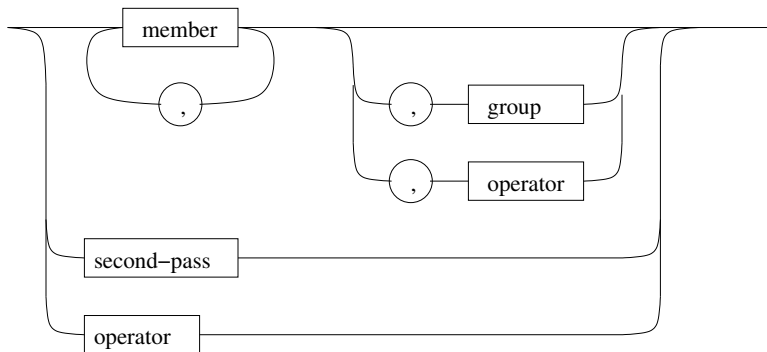 member
,
, group
, operator
second−pass
operator